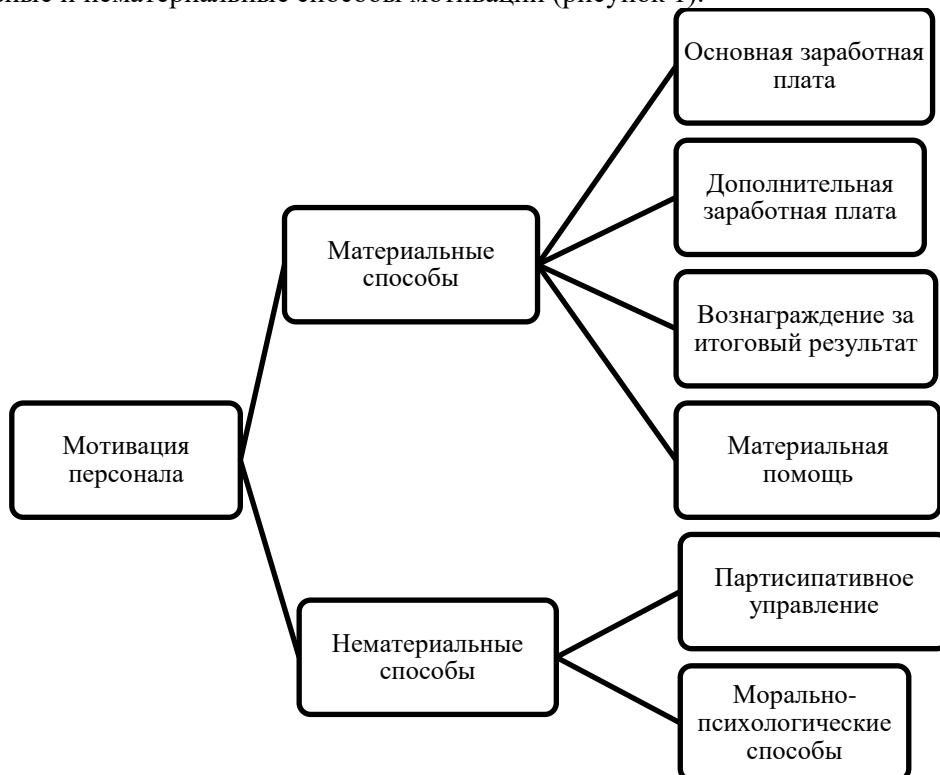 и нематериальные способы мотивации (рисунок 1).
Основная заработная
плата
Дополнительная
заработная плата
Материальные
способы
Вознаграждение за
итоговый результат
Мотивация
персонала
Материальная
помощь
Партисипативное
управление
Нематериальные
способы
Морально-
психологические
способы